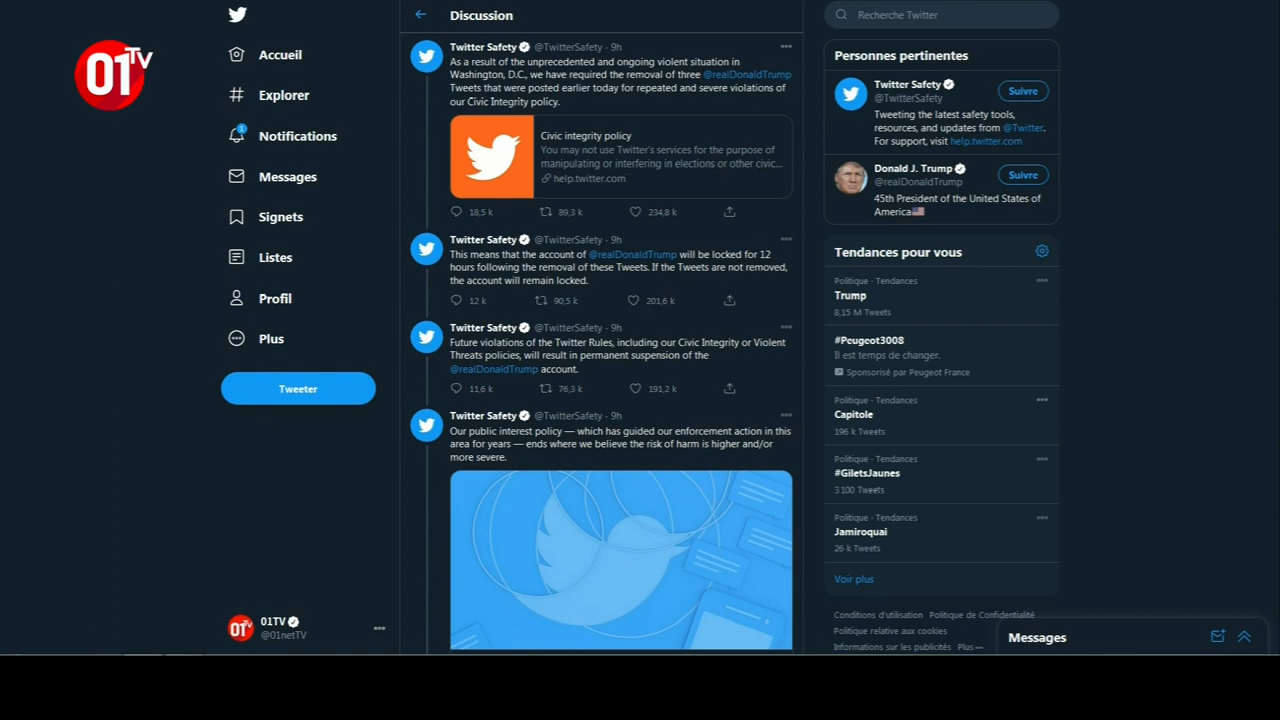 01TV
Accueil
Explorer
1
Notifications
Messages
Signets
Listes
Profil
Plus
Tweeter
01TV
01TV
@01netTV
Discussion
Twitter Safety @TwitterSafety · 9h
As a result of the unprecedented and ongoing violent situation in
Washington, D.C., we have required the removal of three @realDonaldTrump
Tweets that were posted earlier today for repeated and severe violations of
our Civic Integrity policy.
Civic integrity policy
You may not use Twitter's services for the purpose of
manipulating or interfering in elections or other civic...
help.twitter.com
18,5 k 89,3 k 234,8 k
Twitter Safety @TwitterSafety · 9h
This means that the account of @realDonaldTrump will be locked for 12
hours following the removal of these Tweets. If the Tweets are not removed,
the account will remain locked.
12 k 90,5 k 201,6 k
Twitter Safety @TwitterSafety · 9h
Future violations of the Twitter Rules, including our Civic Integrity or Violent
Threats policies, will result in permanent suspension of the
@realDonaldTrump account.
11,6 k 76,3 k 191,2 k
Twitter Safety @TwitterSafety · 9h
Our public interest policy — which has guided our enforcement action in this
area for years — ends where we believe the risk of harm is higher and/or
more severe.
Recherche Twitter
Personnes pertinentes
Twitter Safety
@TwitterSafety
Suivre
Tweeting the latest safety tools,
resources, and updates from @Twitter.
For support, visit help.twitter.com
Donald J. Trump
@realDonaldTrump
Suivre
45th President of the United States of
America
Tendances pour vous
Politique · Tendances
Trump
8,15 M Tweets
#Peugeot3008
Il est temps de changer.
Sponsorisé par Peugeot France
Politique · Tendances
Capitole
196 k Tweets
Politique · Tendances
#GiletsJaunes
3 100 Tweets
Politique · Tendances
Jamiroquai
26 k Tweets
Voir plus
Conditions d'utilisation Politique de Confidentialité
Politique relative aux cookies
Informations sur les publicités Plus
Messages